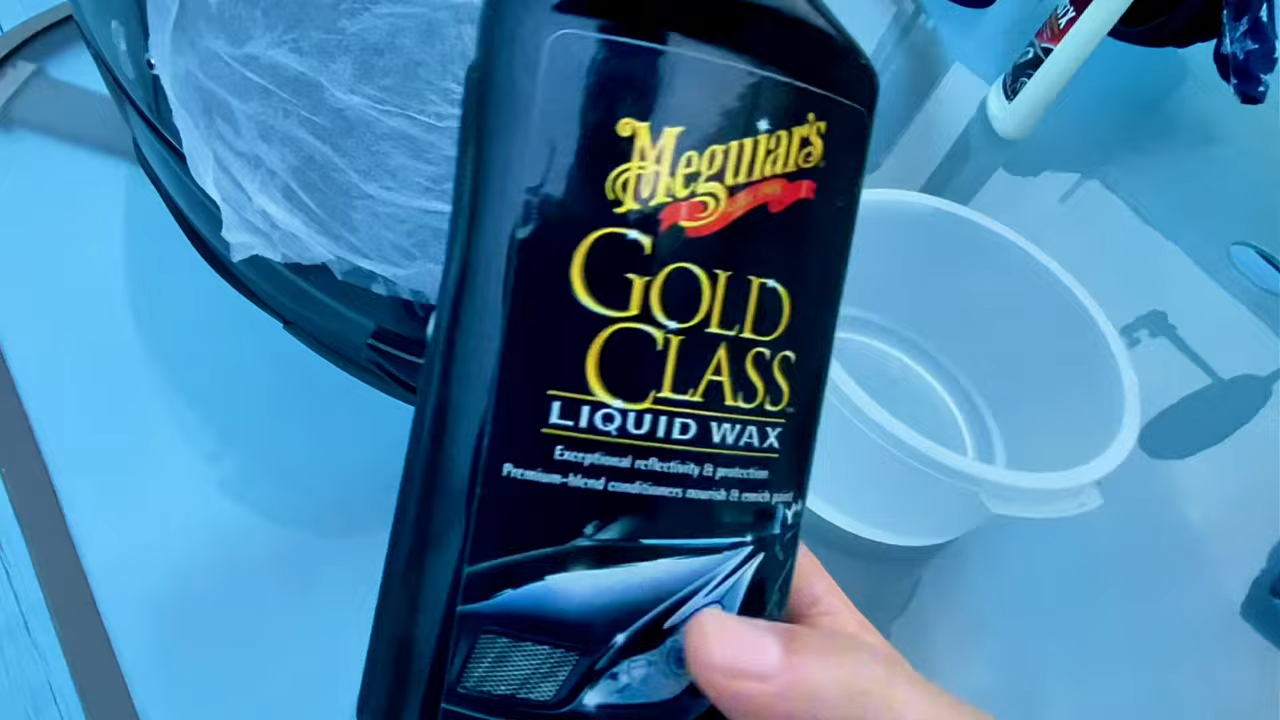 Meguiar's
GOLD
CLASS
LIQUID WAX
Exceptional reflectivity & protection
Premium-blend conditioners nourish & enrich paint